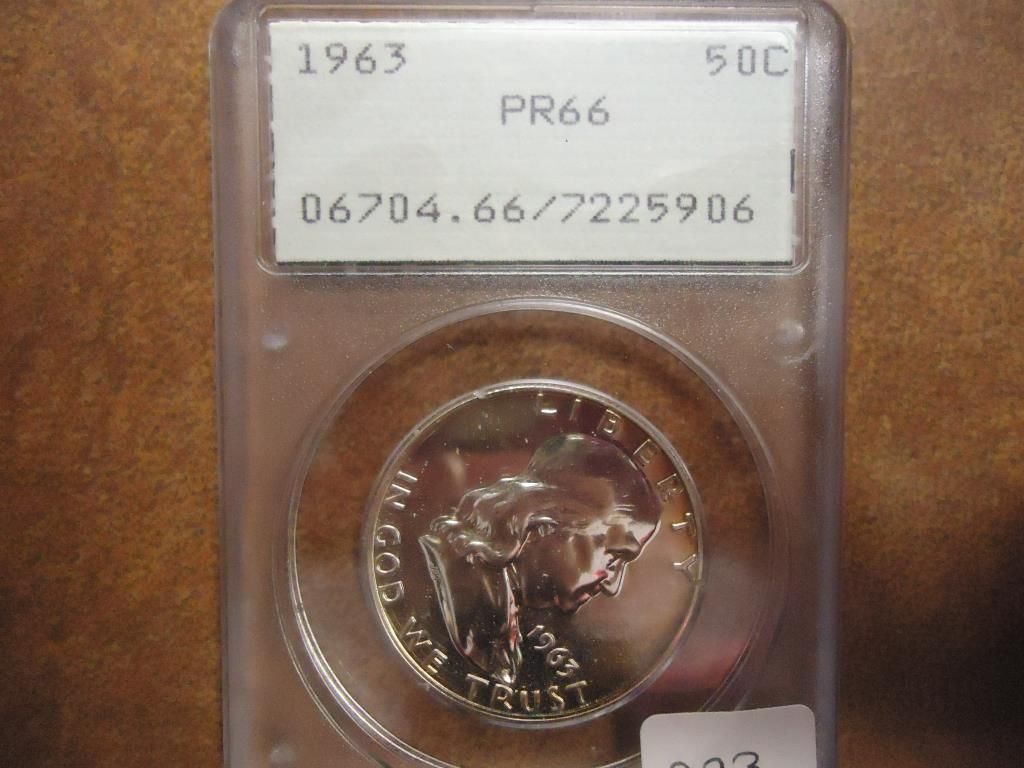 1963 50C
PR66
06704.66/7225906
LIBERTY
IN GOD WE TRUST
1963